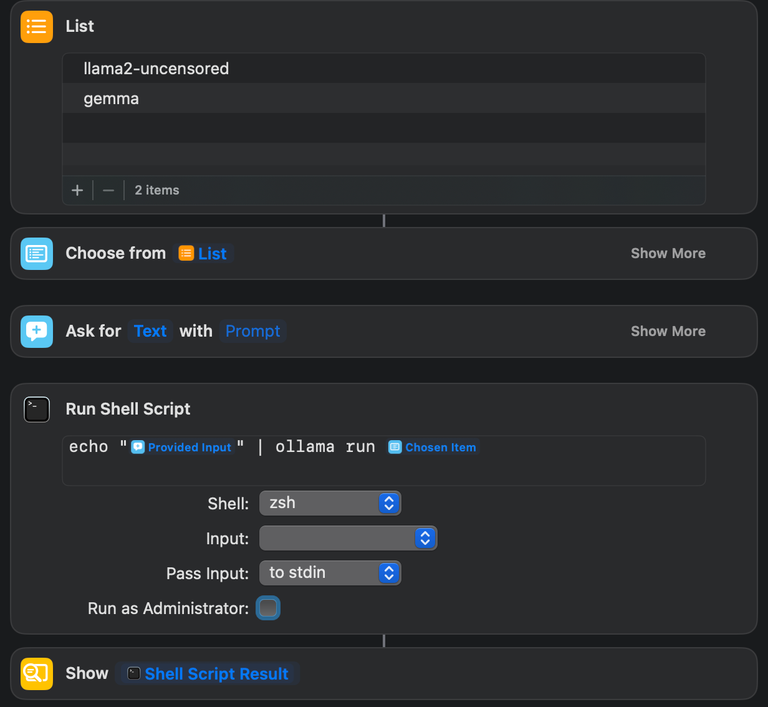 List
llama2-uncensored
gemma
+ − 2 items
Choose from List Show More
Ask for Text with Prompt Show More
>_ Run Shell Script
echo "Provided Input" | ollama run Chosen Item
Shell: zsh
Input:
Pass Input: to stdin
Run as Administrator:
Show Shell Script Result